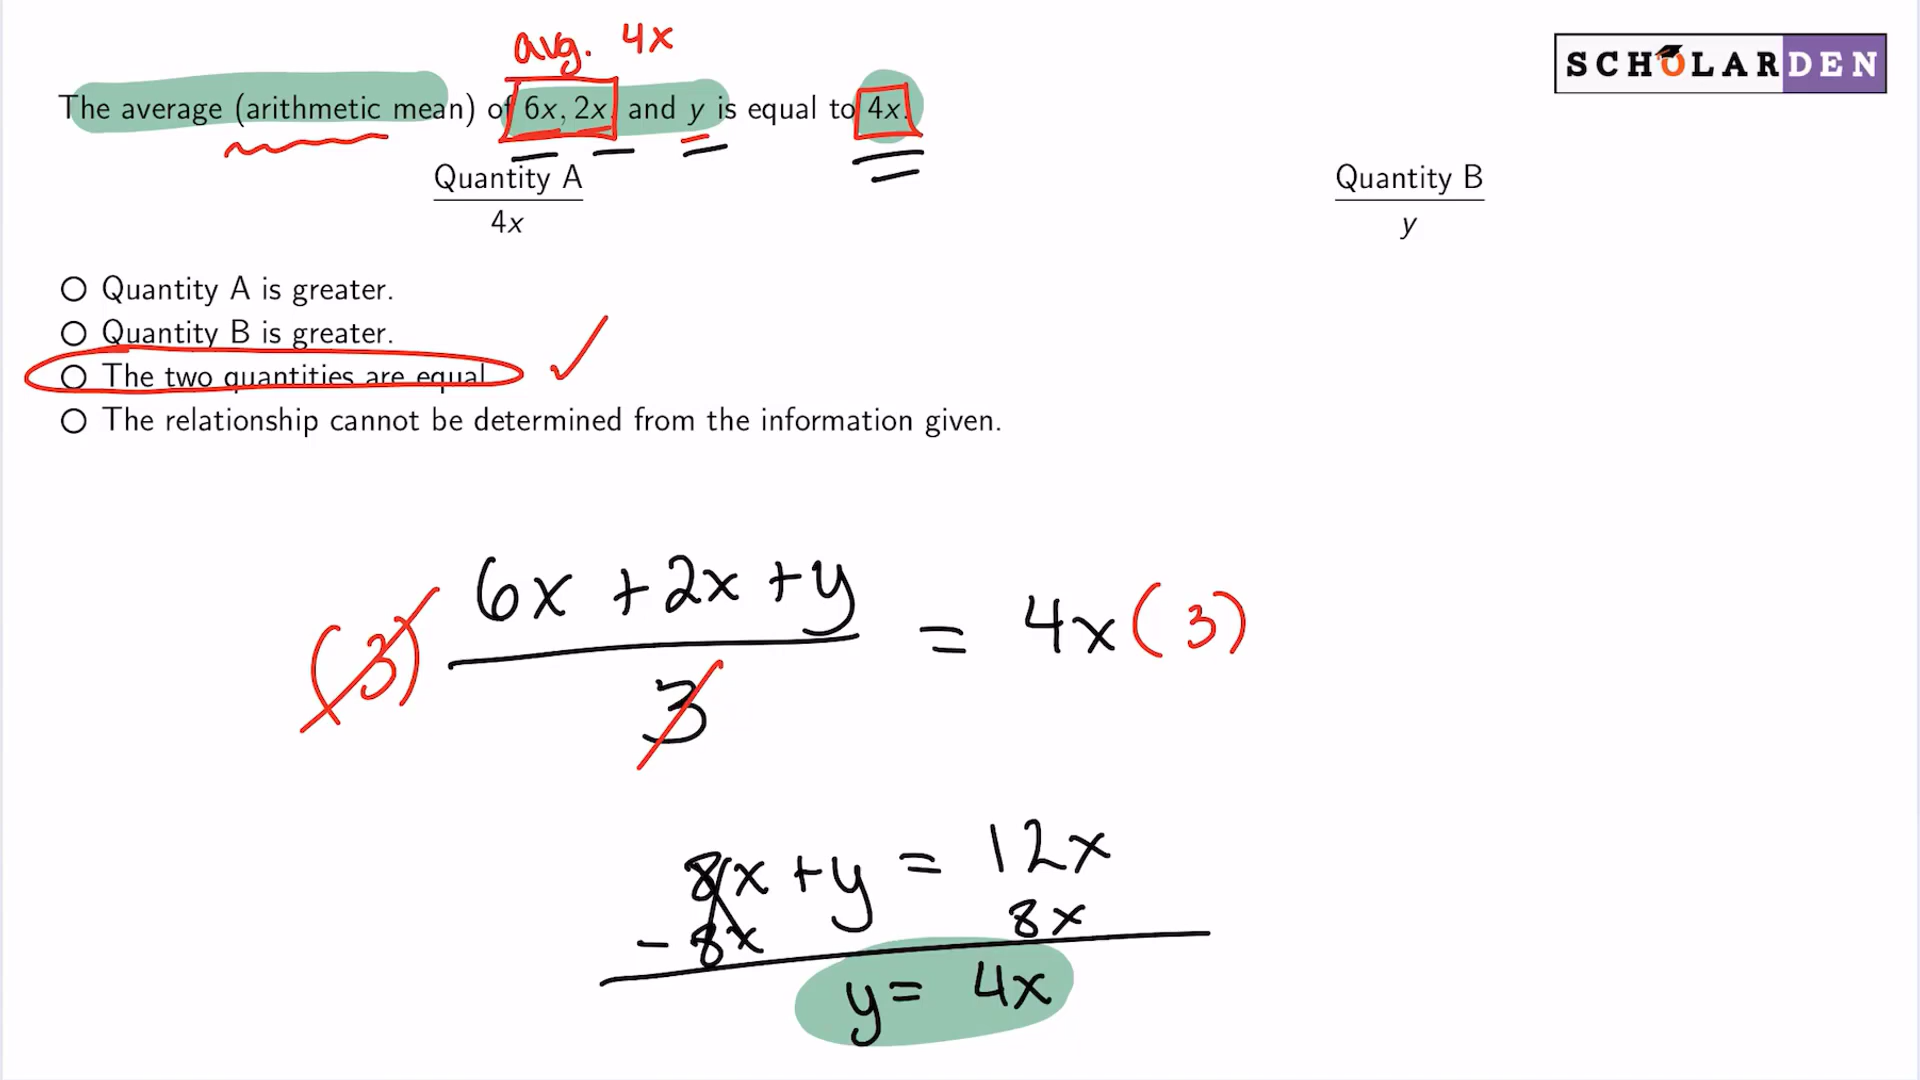 avg. 4x
SCHOLARDEN
The average (arithmetic mean) of 6x, 2x, and y is equal to 4x.
Quantity A
Quantity B
4x
y
Quantity A is greater.
Quantity B is greater.
The two quantities are equal
The relationship cannot be determined from the information given.
(3) 6x + 2x + y = 4x (3)
3
8x + y = 12x
- 8x 8x
y = 4x